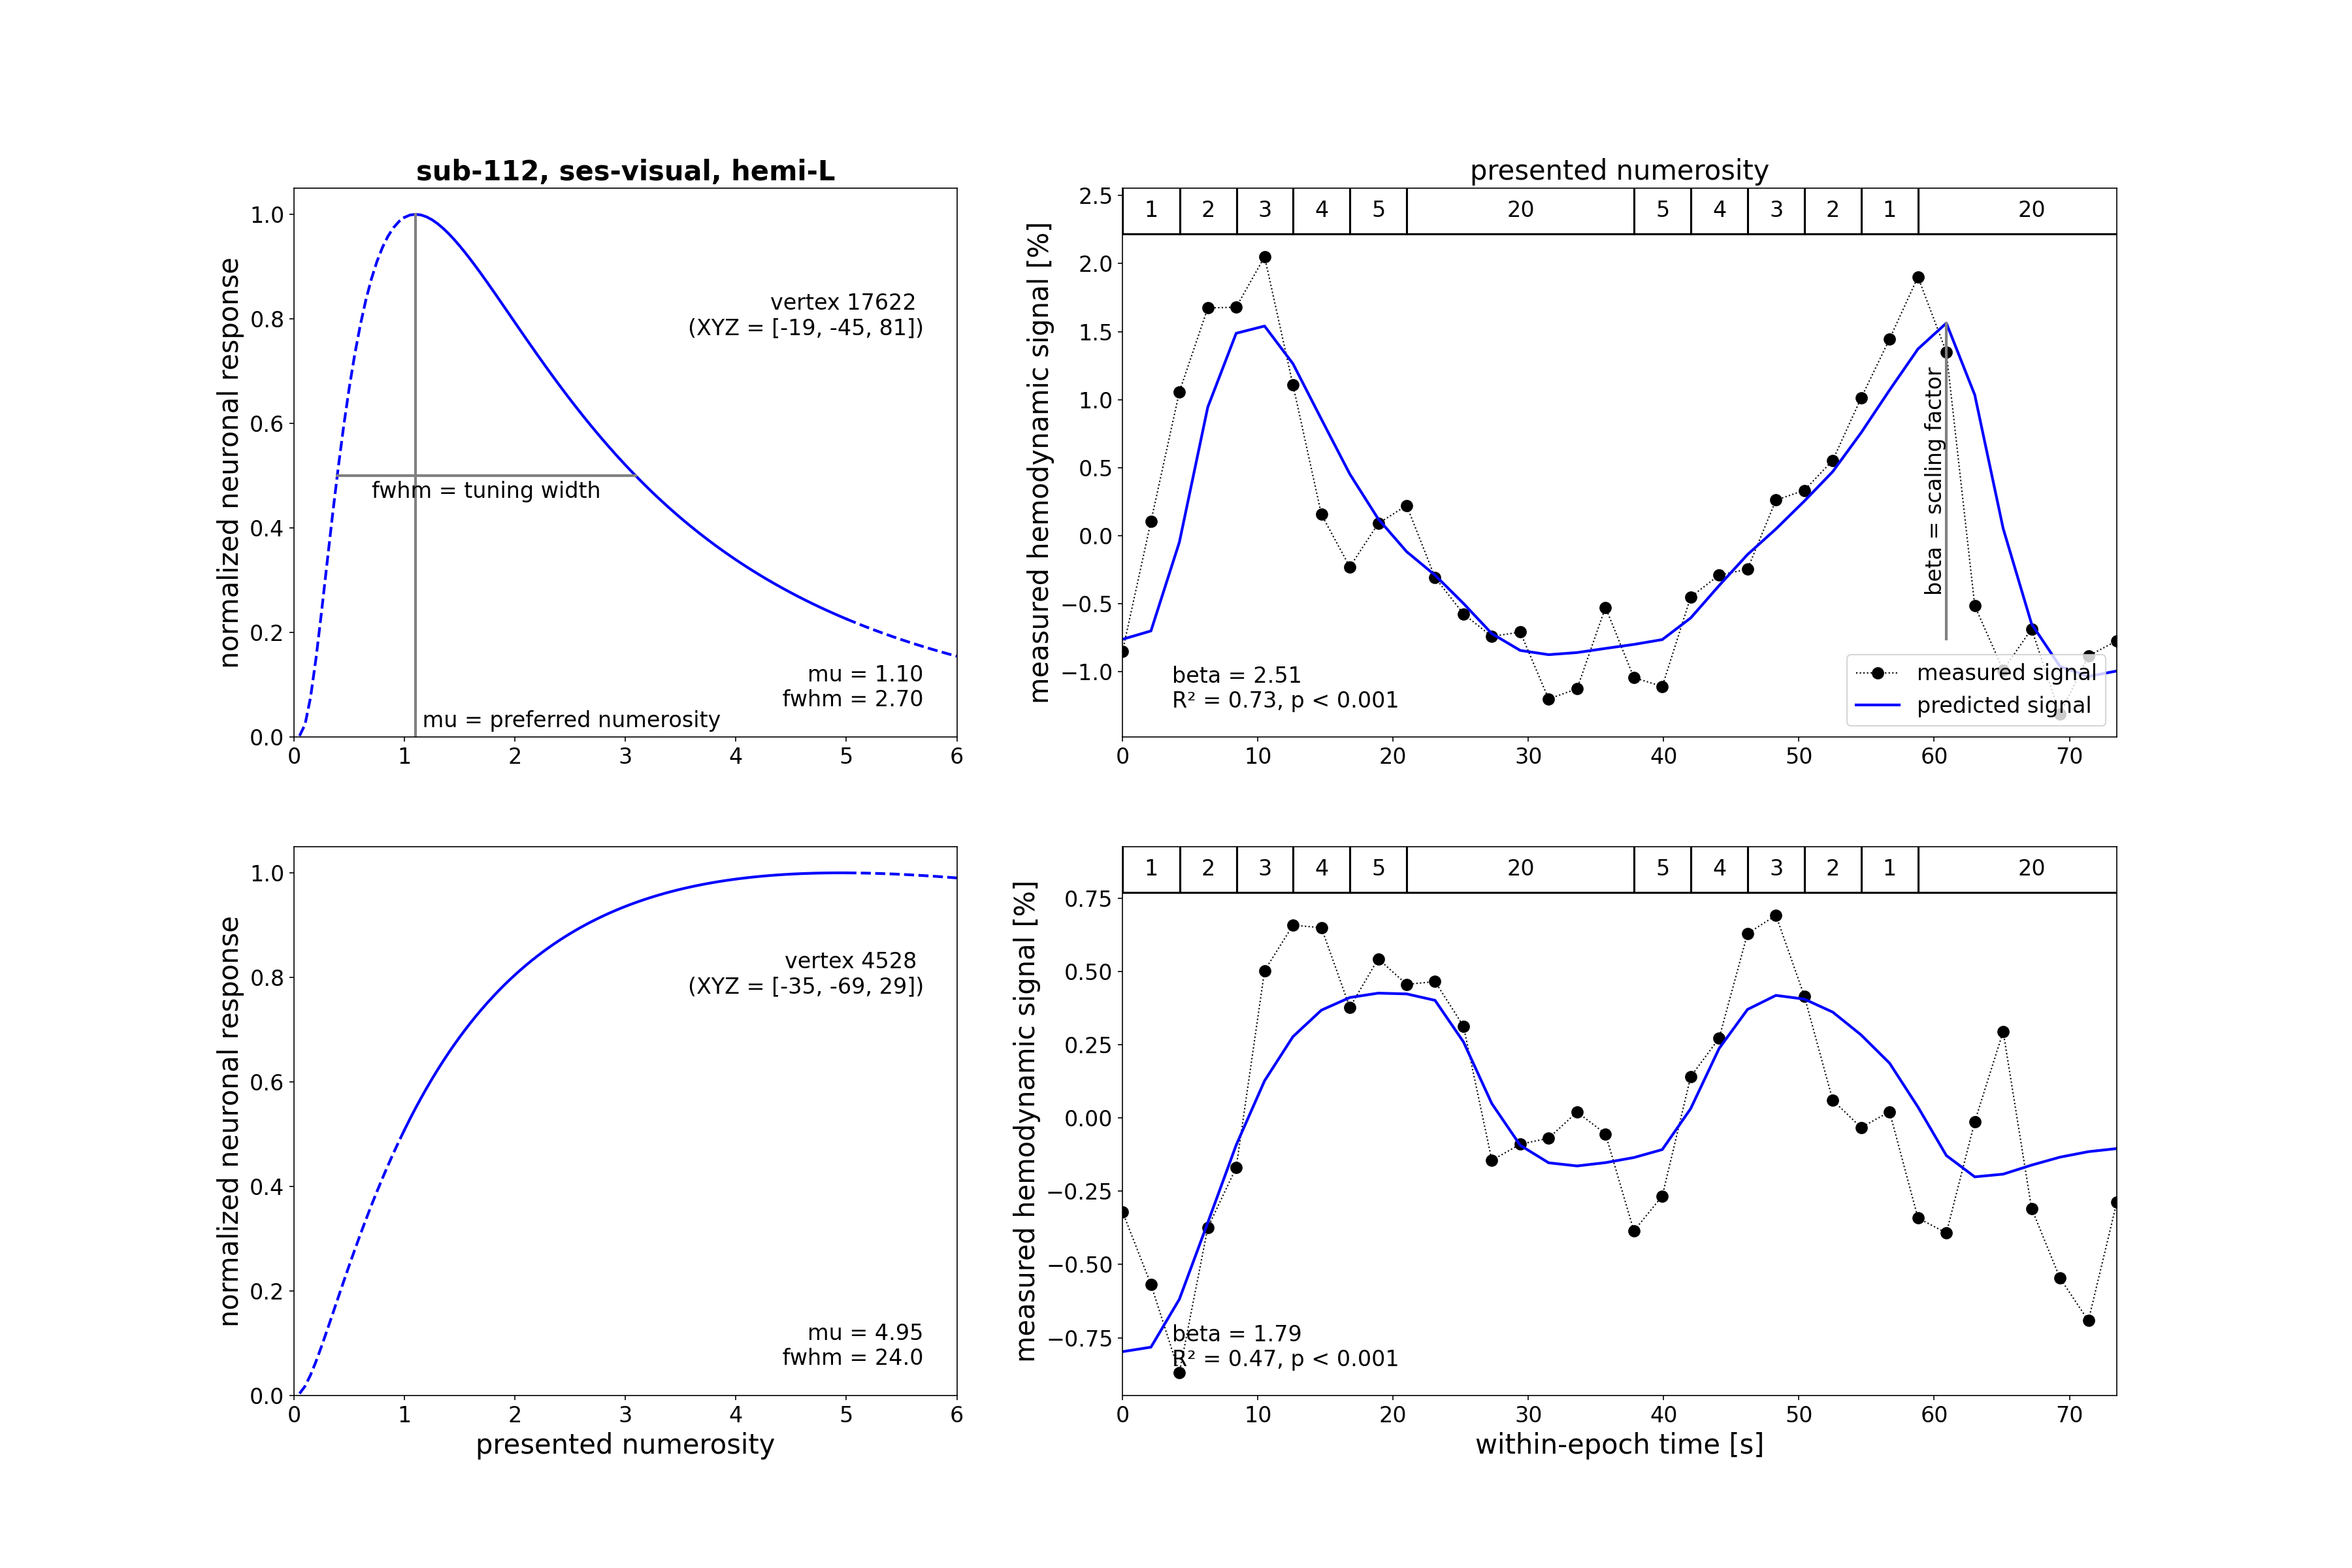 sub-112, ses-visual, hemi-L
normalized neuronal response
1.0
0.8
0.6
0.4
0.2
0.0
vertex 17622
(XYZ = [-19, -45, 81])
fwhm = tuning width
mu = 1.10
fwhm = 2.70
mu = preferred numerosity
0 1 2 3 4 5 6
presented numerosity
1 2 3 4 5 20 5 4 3 2 1 20
measured hemodynamic signal [%]
2.5
2.0
1.5
1.0
0.5
0.0
−0.5
−1.0
beta = scaling factor
beta = 2.51
R² = 0.73, p < 0.001
measured signal
predicted signal
0 10 20 30 40 50 60 70
normalized neuronal response
1.0
0.8
0.6
0.4
0.2
0.0
vertex 4528
(XYZ = [-35, -69, 29])
mu = 4.95
fwhm = 24.0
0 1 2 3 4 5 6
presented numerosity
1 2 3 4 5 20 5 4 3 2 1 20
measured hemodynamic signal [%]
0.75
0.50
0.25
0.00
−0.25
−0.50
−0.75
beta = 1.79
R² = 0.47, p < 0.001
0 10 20 30 40 50 60 70
within-epoch time [s]